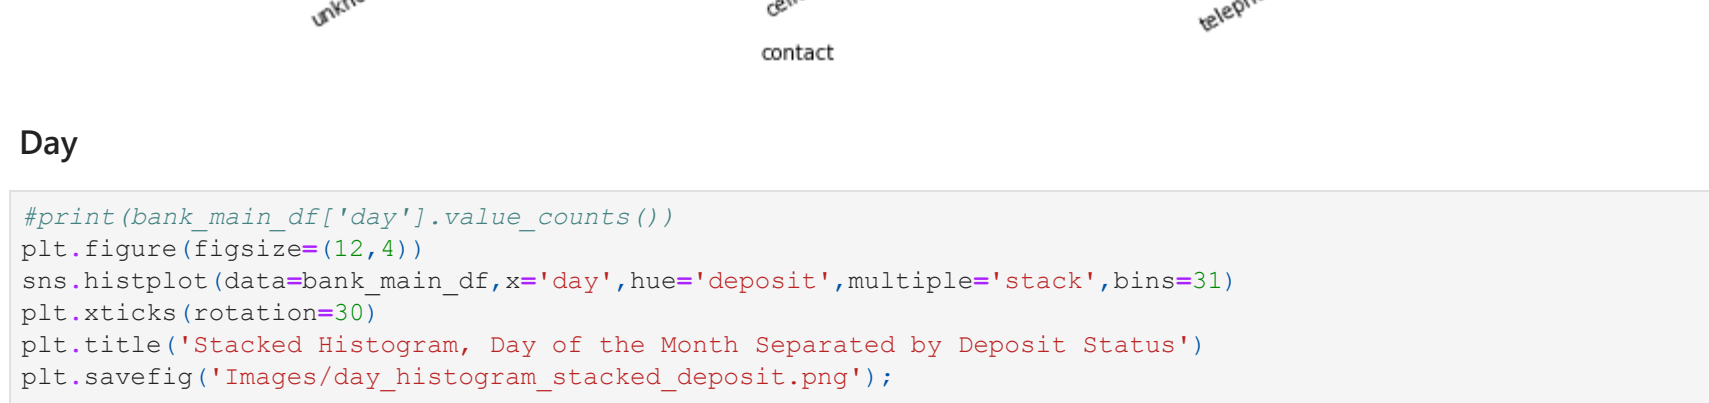 contact
Day
#print(bank_main_df['day'].value_counts())
plt.figure(figsize=(12,4))
sns.histplot(data=bank_main_df,x='day',hue='deposit',multiple='stack',bins=31)
plt.xticks(rotation=30)
plt.title('Stacked Histogram, Day of the Month Separated by Deposit Status')
plt.savefig('Images/day_histogram_stacked_deposit.png');